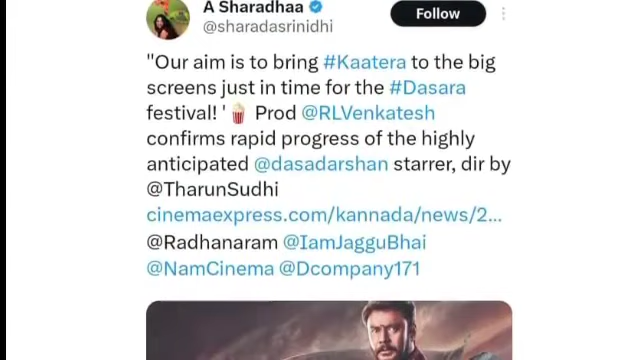 A Sharadhaa
@sharadasrinidhi
Follow
"Our aim is to bring #Kaatera to the big
screens just in time for the #Dasara
festival! ' 🍿 Prod @RLVenkatesh
confirms rapid progress of the highly
anticipated @dasadarshan starrer, dir by
@TharunSudhi
cinemaexpress.com/kannada/news/2...
@Radhanaram @IamJagguBhai
@NamCinema @Dcompany171